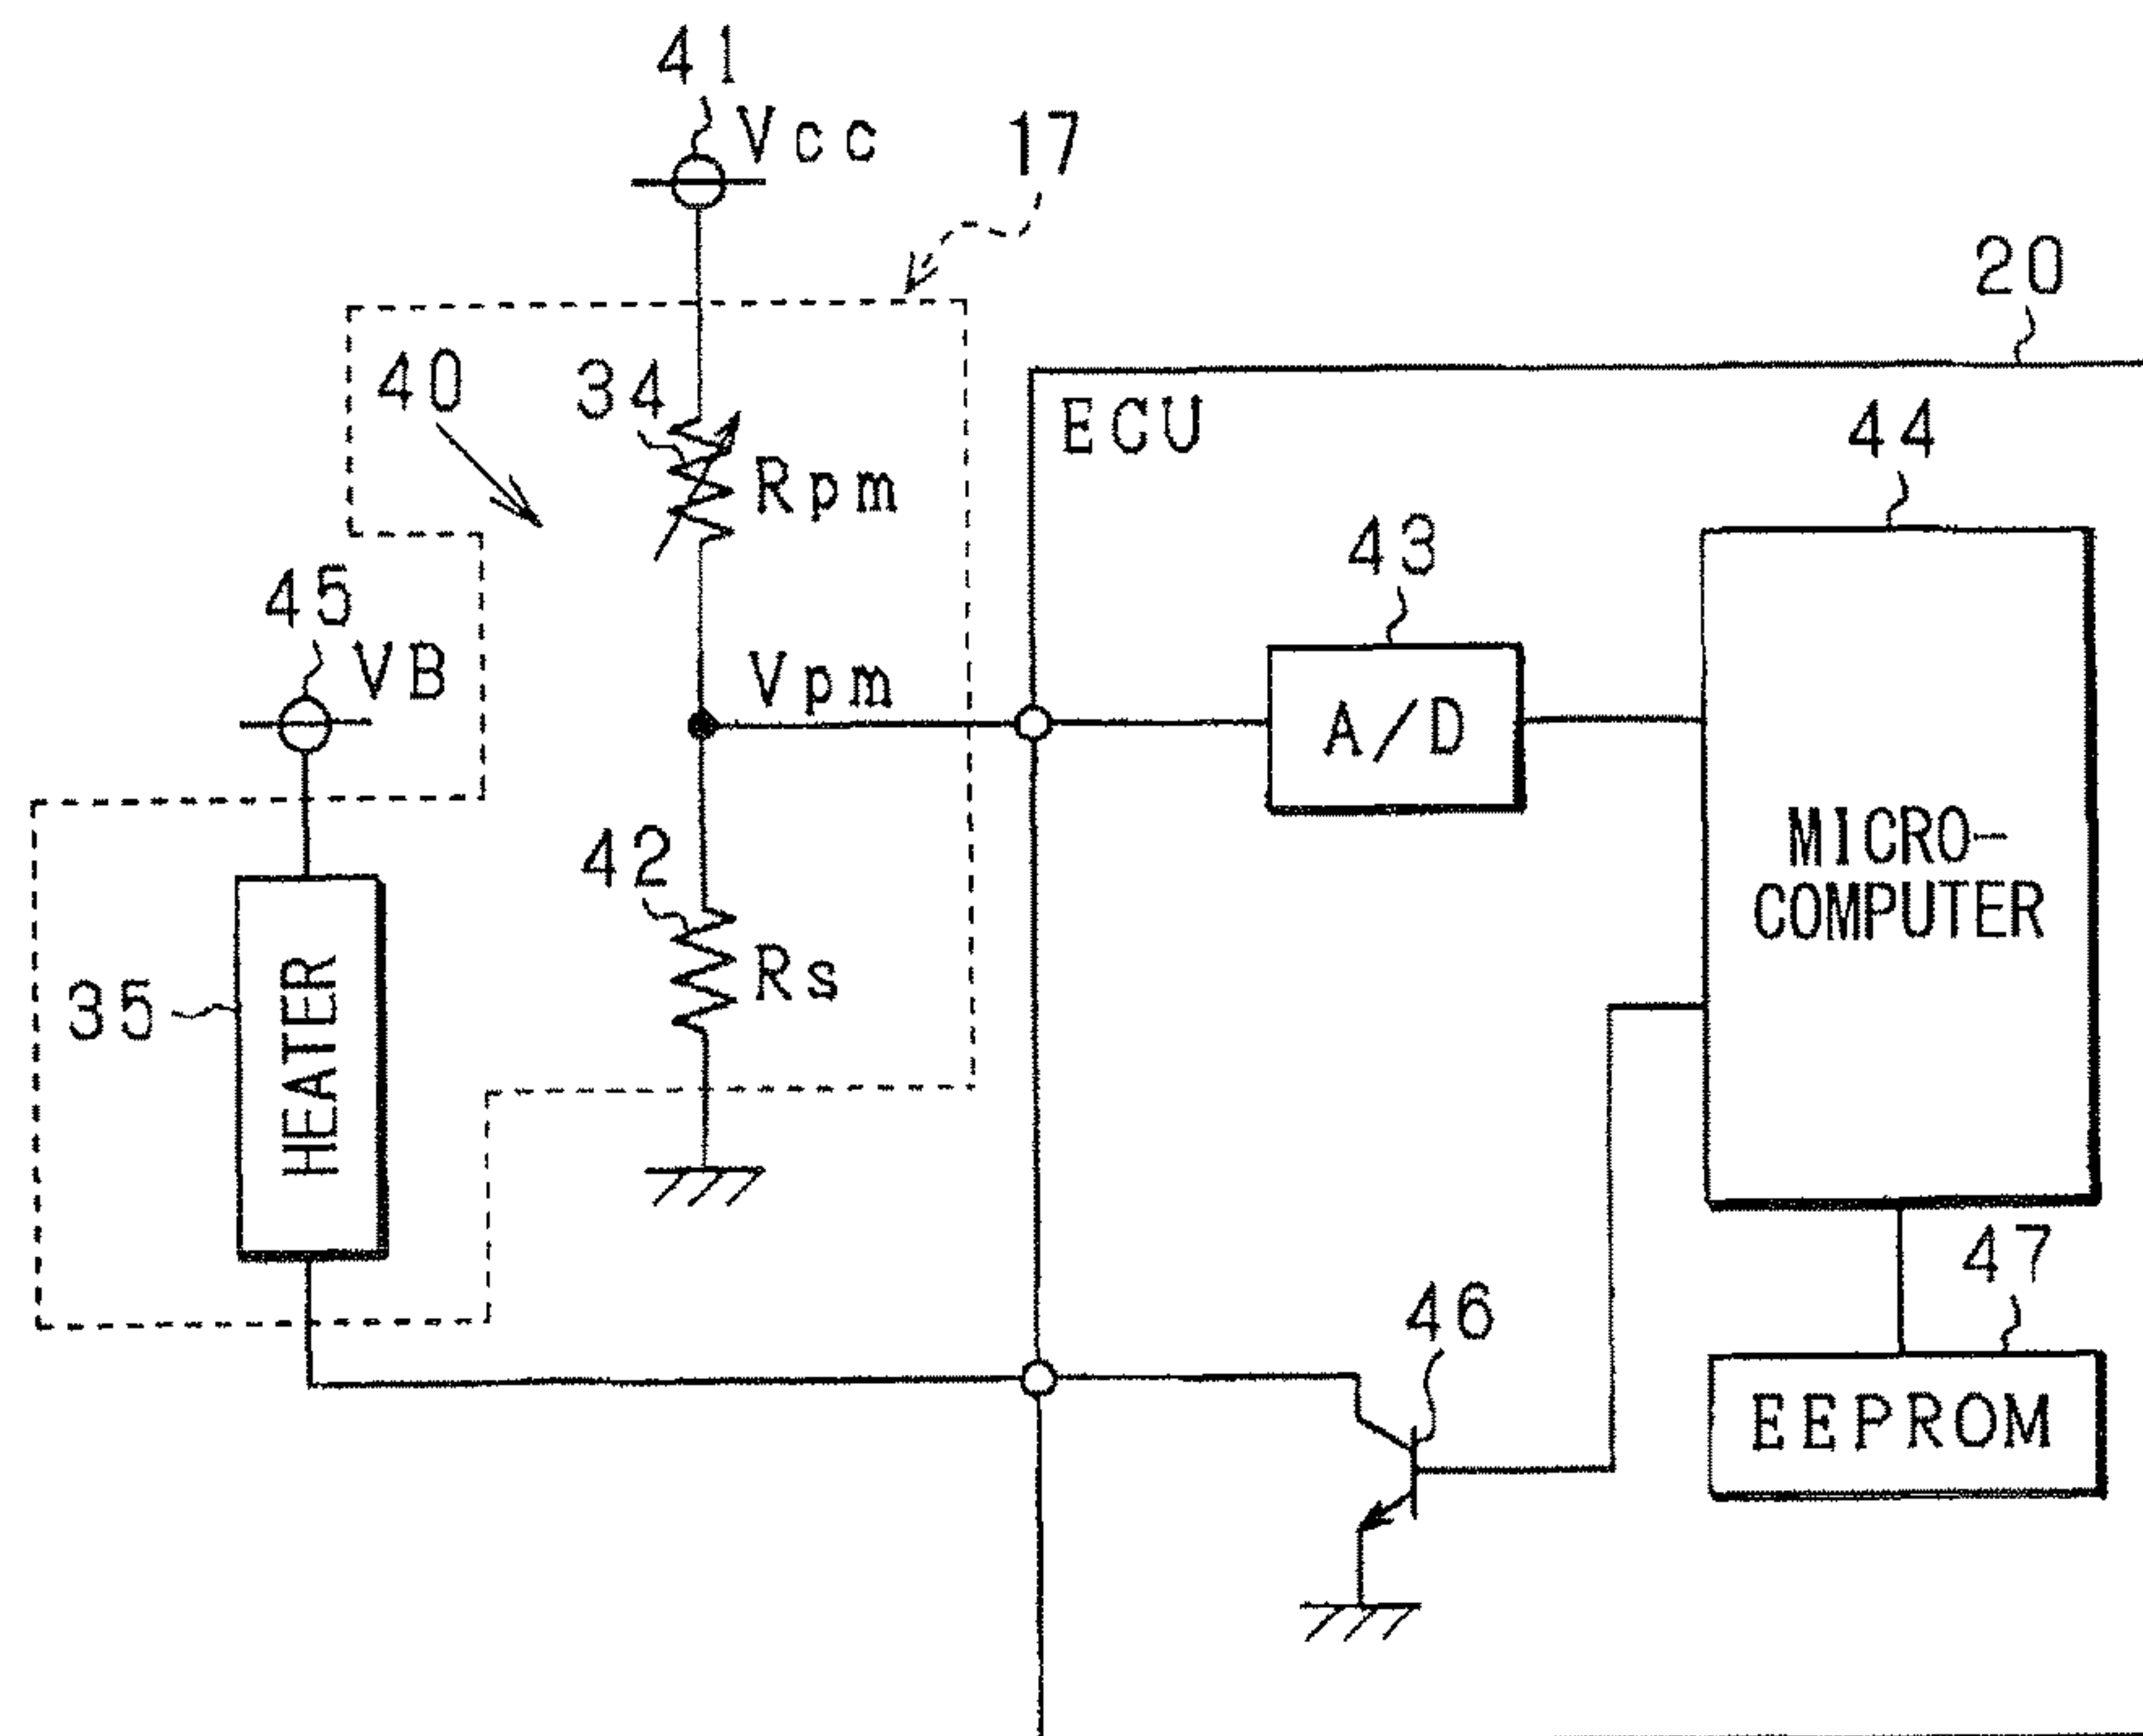 41
Vcc
17
20
40
34
Rpm
ECU
44
43
45
VB
Vpm
A/D
MICRO-
COMPUTER
42
Rs
35
HEATER
47
46
EEPROM